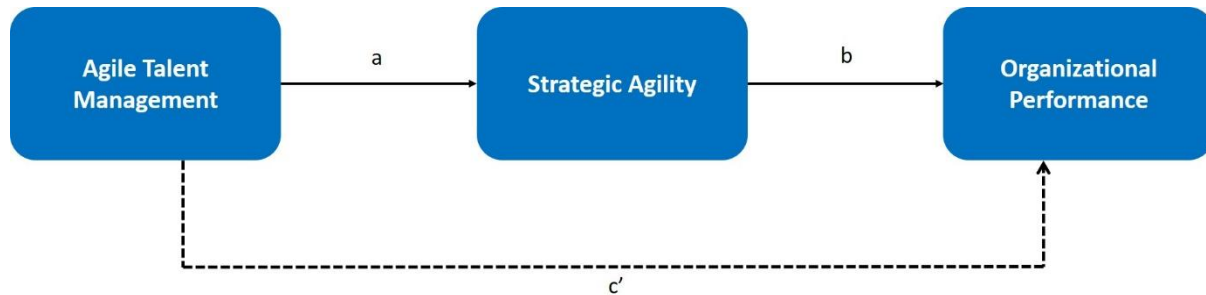 Agile Talent
Management
a
Strategic Agility
b
Organizational
Performance
c’